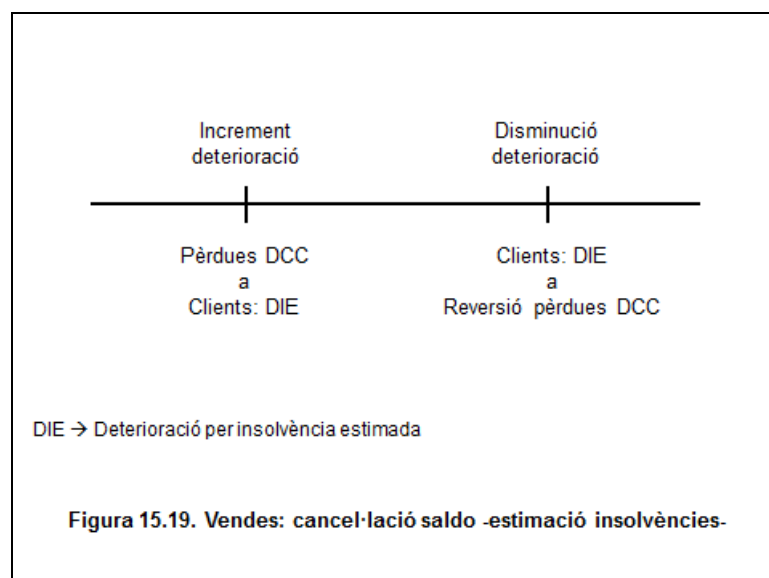 Increment
deterioració
Disminució
deterioració
Pèrdues DCC
a
Clients: DIE
Clients: DIE
a
Reversió pèrdues DCC
DIE → Deterioració per insolvència estimada
Figura 15.19. Vendes: cancel·lació saldo -estimació insolvències-